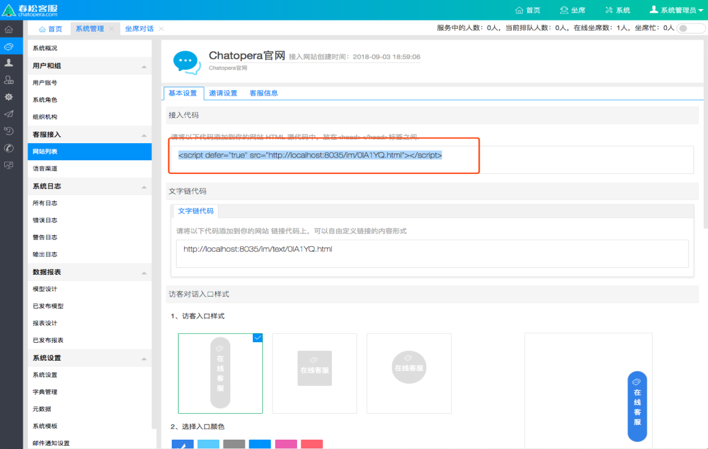 春松客服
chatopera.com
首页
坐席
系统
系统管理员
首页
系统管理
坐席对话
服务中的人数：0人，当前排队人数：0人，在线坐席数：1人，坐席忙：0人
系统概况
用户和组
用户账号
系统角色
组织机构
客服接入
网站列表
语音渠道
系统日志
所有日志
错误日志
警告日志
输出日志
数据报表
模型设计
已发布模型
报表设计
已发布报表
系统设置
系统设置
字典管理
元数据
系统模板
邮件通知设置
Chatopera官网 接入网站创建时间：2018-09-03 18:59:06
Chatopera官网
基本设置
邀请设置
客服信息
接入代码
请将以下代码添加到你的网站 HTML 源代码中，放在 <head> </head> 标签之间
<script defer="true" src="http://localhost:8035/im/0lA1YQ.html"></script>
文字链代码
文字链代码
请将以下代码添加到你的网站 链接代码上，可以自定义链接的内容形式
http://localhost:8035/im/text/0lA1YQ.html
访客对话入口样式
1、访客入口样式
在线客服
在线客服
在线客服
在线客服
2、选择入口颜色